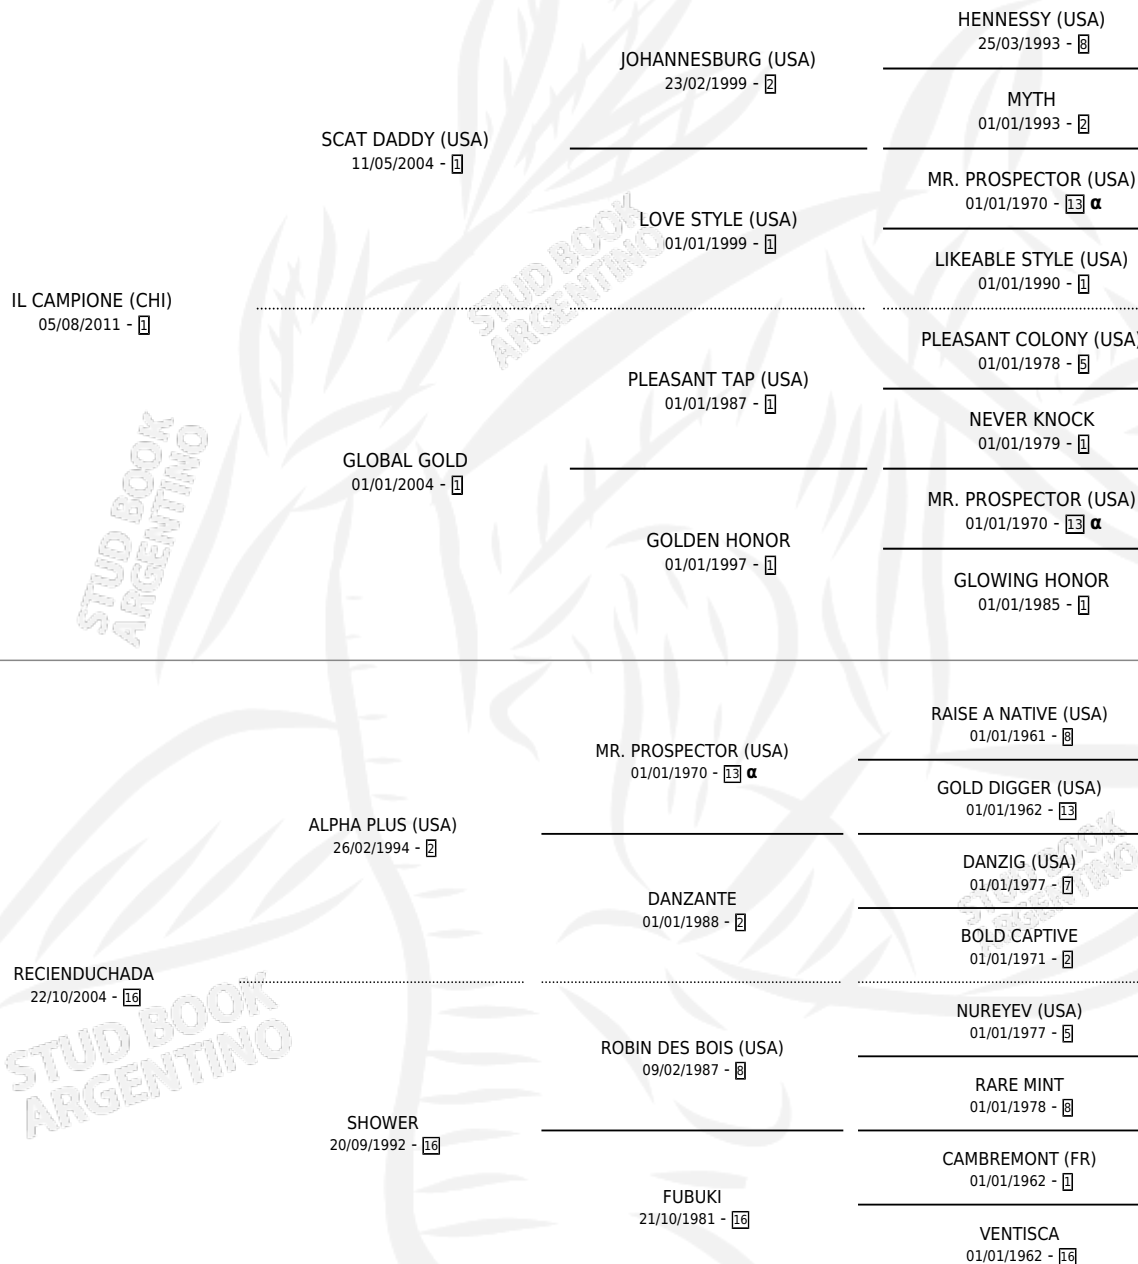 HENNESSY (USA)
25/03/1993 - 8
JOHANNESBURG (USA)
23/02/1999 - 2
MYTH
01/01/1993 - 2
SCAT DADDY (USA)
11/05/2004 - 1
MR. PROSPECTOR (USA)
01/01/1970 - 13 α
LOVE STYLE (USA)
01/01/1999 - 1
LIKEABLE STYLE (USA)
01/01/1990 - 1
IL CAMPIONE (CHI)
05/08/2011 - 1
PLEASANT COLONY (USA)
01/01/1978 - 5
PLEASANT TAP (USA)
01/01/1987 - 1
NEVER KNOCK
01/01/1979 - 1
GLOBAL GOLD
01/01/2004 - 1
MR. PROSPECTOR (USA)
01/01/1970 - 13 α
GOLDEN HONOR
01/01/1997 - 1
GLOWING HONOR
01/01/1985 - 1
RAISE A NATIVE (USA)
01/01/1961 - 8
MR. PROSPECTOR (USA)
01/01/1970 - 13 α
GOLD DIGGER (USA)
01/01/1962 - 13
ALPHA PLUS (USA)
26/02/1994 - 2
DANZIG (USA)
01/01/1977 - 7
DANZANTE
01/01/1988 - 2
BOLD CAPTIVE
01/01/1971 - 2
RECIENDUCHADA
22/10/2004 - 16
NUREYEV (USA)
01/01/1977 - 5
ROBIN DES BOIS (USA)
09/02/1987 - 8
RARE MINT
01/01/1978 - 8
SHOWER
20/09/1992 - 16
CAMBREMONT (FR)
01/01/1962 - 1
FUBUKI
21/10/1981 - 16
VENTISCA
01/01/1962 - 16
STUD BOOK
ARGENTINO
STUD BOOK
ARGENTINO
STUD BOOK
ARGENTINO
STUD BOOK
ARGENTINO